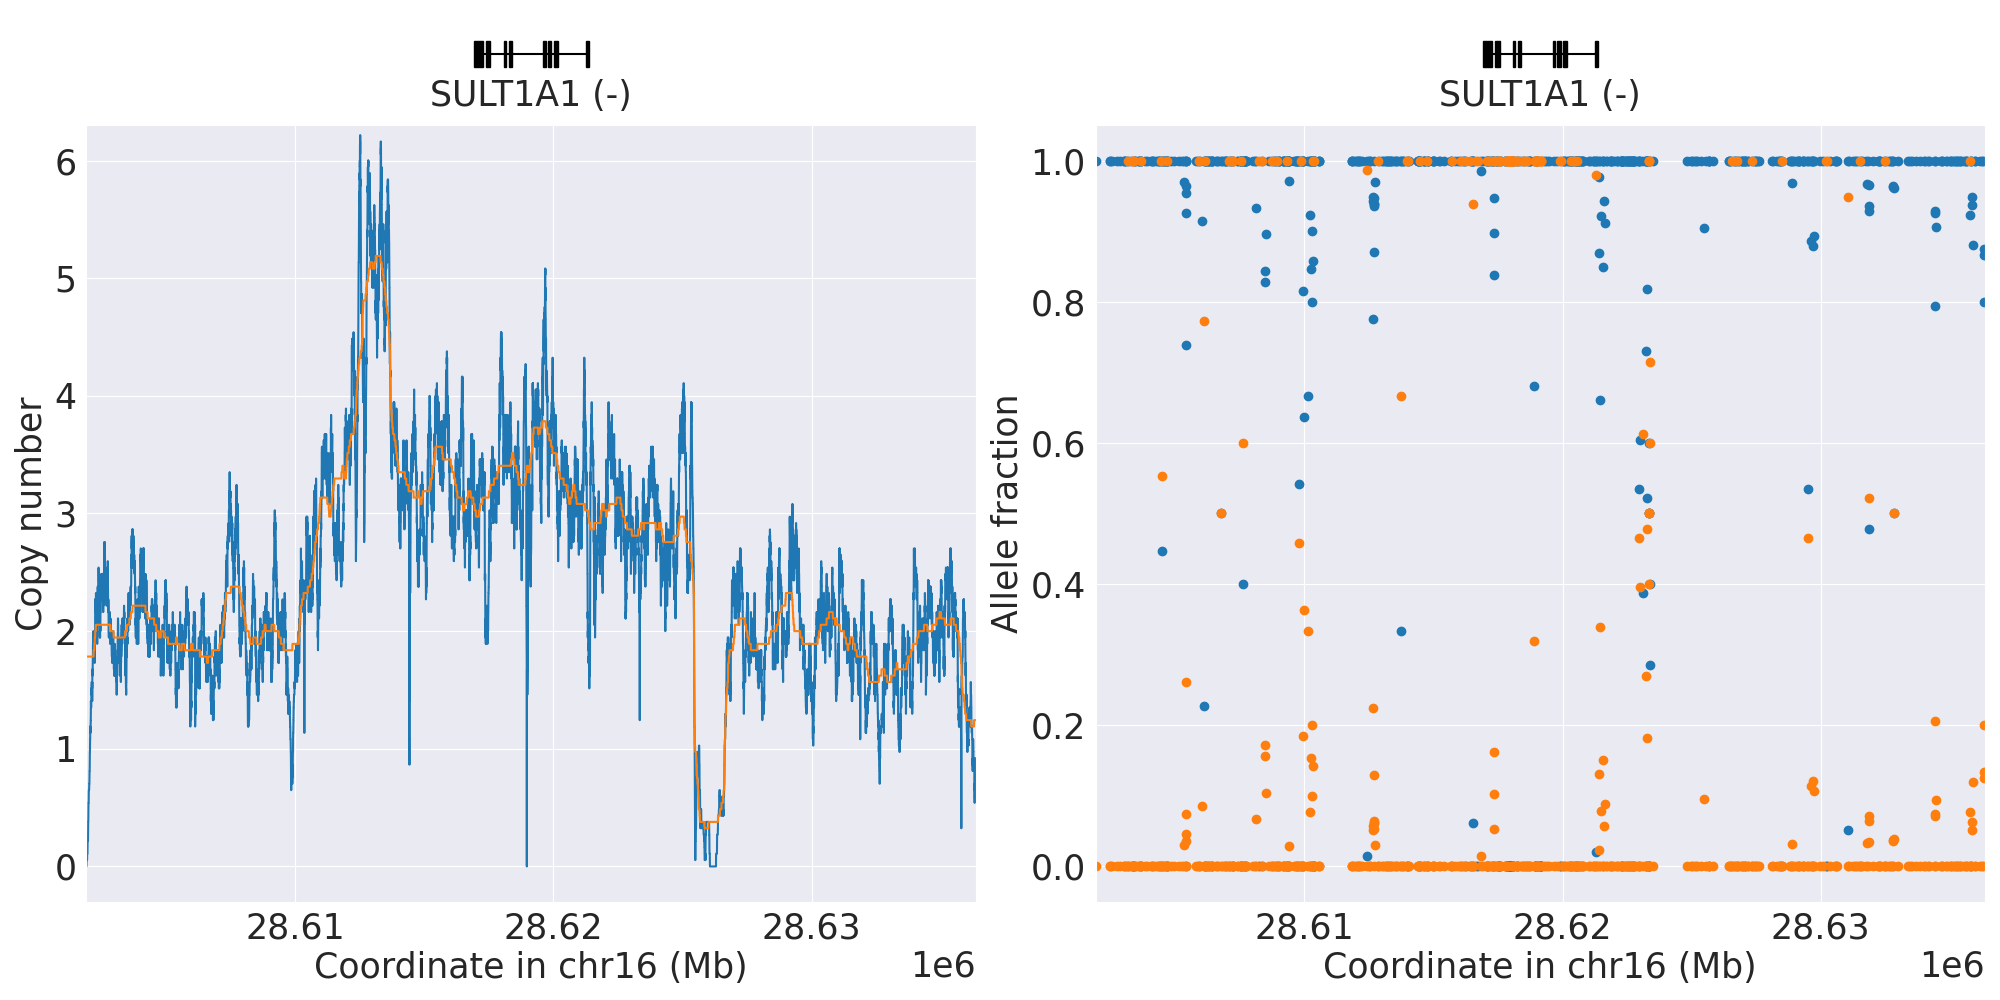 SULT1A1 (-)
Copy number
6
5
4
3
2
1
0
28.61
28.62
28.63
Coordinate in chr16 (Mb)
1e6
SULT1A1 (-)
Allele fraction
1.0
0.8
0.6
0.4
0.2
0.0
28.61
28.62
28.63
Coordinate in chr16 (Mb)
1e6